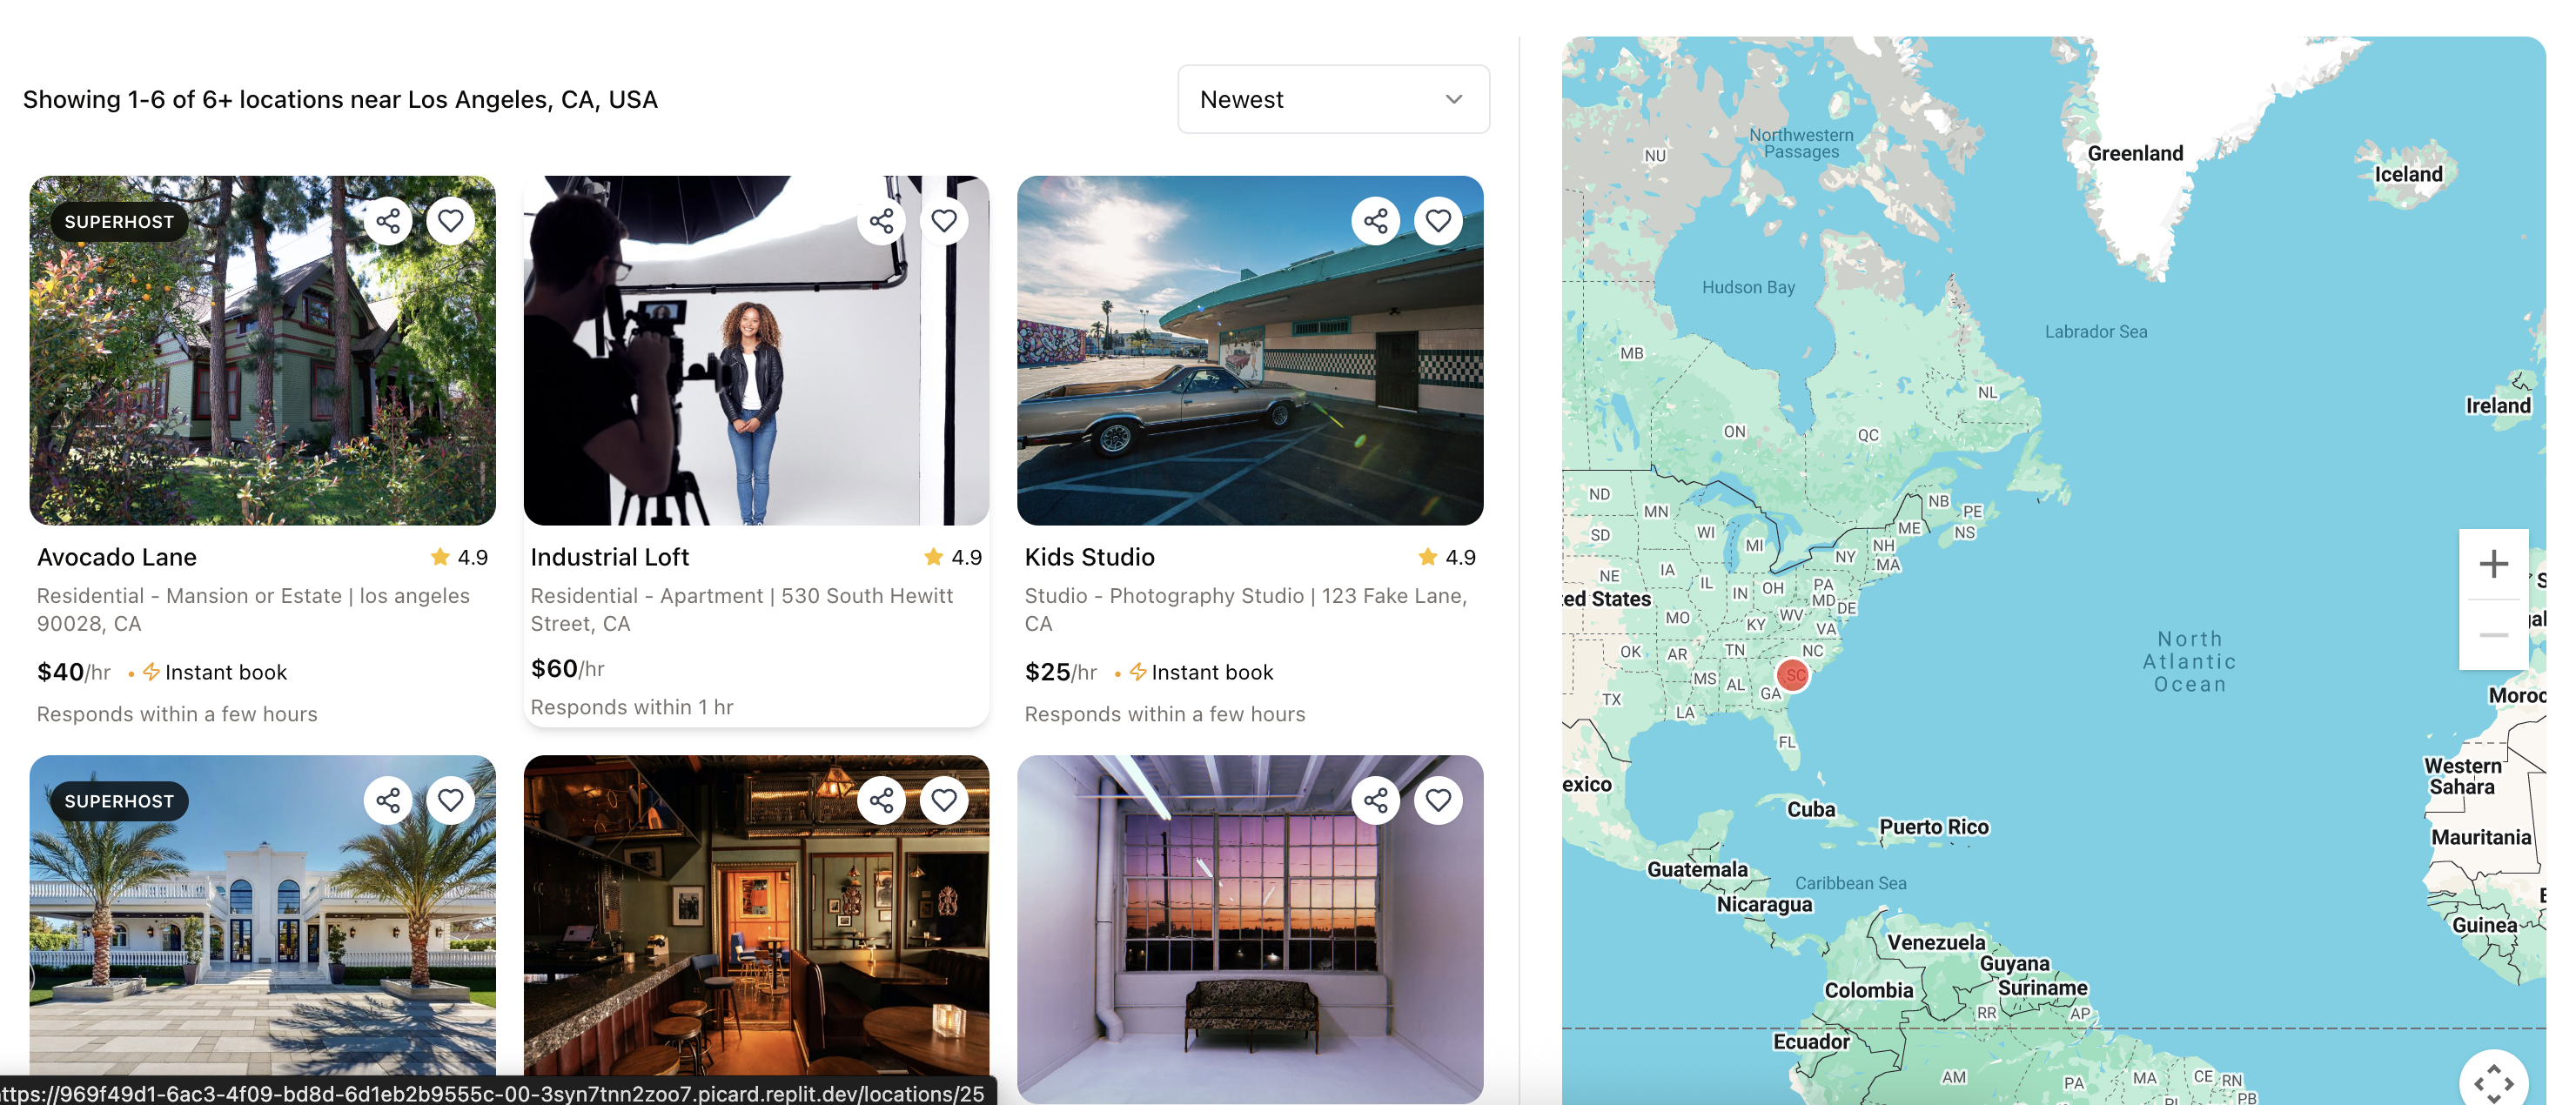 Showing 1-6 of 6+ locations near Los Angeles, CA, USA
Newest
SUPERHOST
Avocado Lane
4.9
Residential - Mansion or Estate | los angeles
90028, CA
$40/hr • Instant book
Responds within a few hours
Industrial Loft
4.9
Residential - Apartment | 530 South Hewitt
Street, CA
$60/hr
Responds within 1 hr
Kids Studio
4.9
Studio - Photography Studio | 123 Fake Lane,
CA
$25/hr • Instant book
Responds within a few hours
SUPERHOST
ttps://969f49d1-6ac3-4f09-bd8d-6d1eb2b9555c-00-3syn7tnn2zoo7.picard.replit.dev/locations/25
Northwestern
Passages
NU
Greenland
Iceland
Hudson Bay
Labrador Sea
MB
NL
Ireland
ON
QC
ND
MN
NB
PE
SD
WI
MI
ME
NS
NY
NH
MA
NE
IA
IL
IN
OH
PA
MD
DE
ted States
MO
KY
WV
VA
OK
AR
TN
NC
SC
MS
AL
GA
TX
LA
FL
North
Atlantic
Ocean
+
−
gal
Moroc
exico
Cuba
Puerto Rico
Western
Sahara
Mauritania
Guatemala
Caribbean Sea
Nicaragua
Guinea
Venezuela
Guyana
Suriname
Colombia
RR
AP
Ecuador
AM
PA
MA
CE
RN
PB